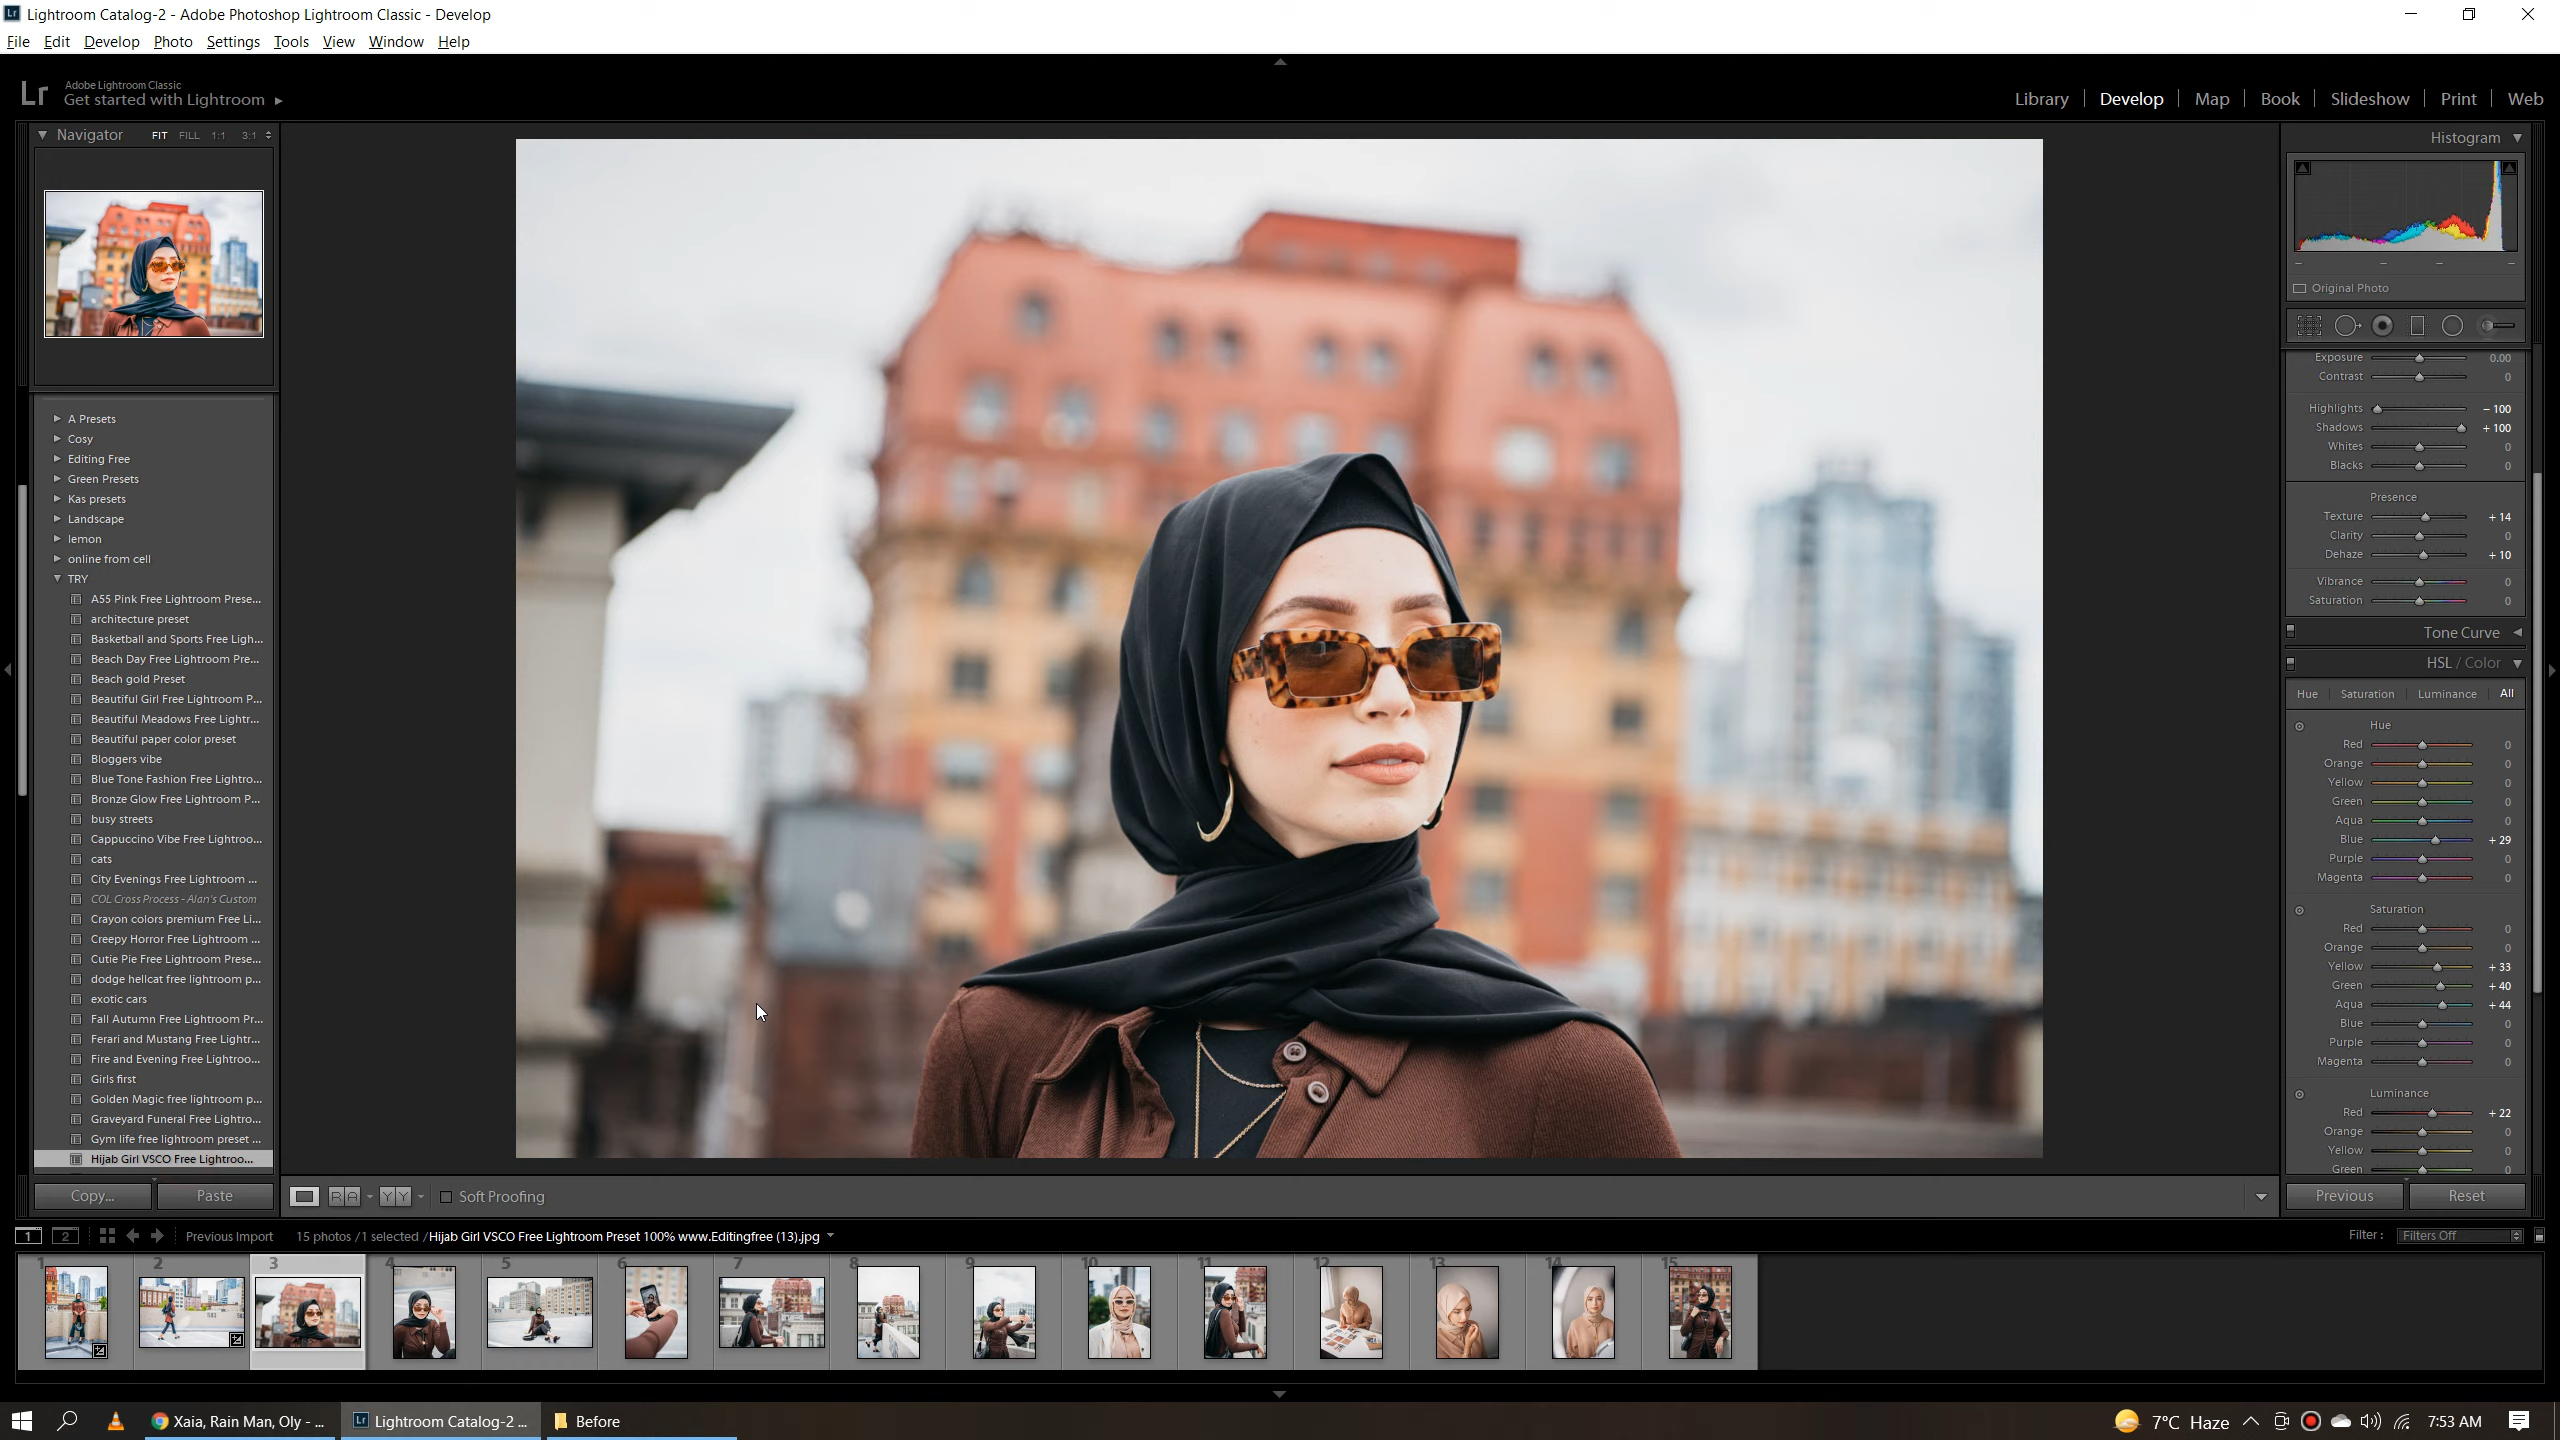 Lightroom Catalog-2 - Adobe Photoshop Lightroom Classic - Develop
File Edit Develop Photo Settings Tools View Window Help
Lr Adobe Lightroom Classic
Get started with Lightroom
Library Develop Map Book Slideshow Print Web
Navigator FIT FILL 1:1 3:1
A Presets
Cosy
Editing Free
Green Presets
Kas presets
Landscape
lemon
online from cell
TRY
A55 Pink Free Lightroom Prese...
architecture preset
Basketball and Sports Free Ligh...
Beach Day Free Lightroom Pre...
Beach gold Preset
Beautiful Girl Free Lightroom P...
Beautiful Meadows Free Lightr...
Beautiful paper color preset
Bloggers vibe
Blue Tone Fashion Free Lightro...
Bronze Glow Free Lightroom P...
busy streets
Cappuccino Vibe Free Lightroo...
cats
City Evenings Free Lightroom ...
COL Cross Process - Alan's Custom
Crayon colors premium Free Li...
Creepy Horror Free Lightroom ...
Cutie Pie Free Lightroom Prese...
dodge hellcat free lightroom p...
exotic cars
Fall Autumn Free Lightroom Pr...
Ferari and Mustang Free Lightr...
Fire and Evening Free Lightroo...
Girls first
Golden Magic free lightroom p...
Graveyard Funeral Free Lightro...
Gym life free lightroom preset ...
Hijab Girl VSCO Free Lightroo...
Copy... Paste
RA YY Soft Proofing
Histogram
Original Photo
Exposure 0.00
Contrast 0
Highlights - 100
Shadows + 100
Whites 0
Blacks 0
Presence
Texture + 14
Clarity 0
Dehaze + 10
Vibrance 0
Saturation 0
Tone Curve
HSL / Color
Hue Saturation Luminance All
Hue
Red 0
Orange 0
Yellow 0
Green 0
Aqua 0
Blue + 29
Purple 0
Magenta 0
Saturation
Red 0
Orange 0
Yellow + 33
Green + 40
Aqua + 44
Blue 0
Purple 0
Magenta 0
Luminance
Red + 22
Orange 0
Yellow 0
Green 0
Previous Reset
1 2 Previous Import 15 photos /1 selected /Hijab Girl VSCO Free Lightroom Preset 100% www.Editingfree (13).jpg
Filter : Filters Off
1 2 3 4 5 6 7 8 9 10 11 12 13 14 15
Xaia, Rain Man, Oly - ...
Lr Lightroom Catalog-2 ...
Before
7°C Haze
7:53 AM